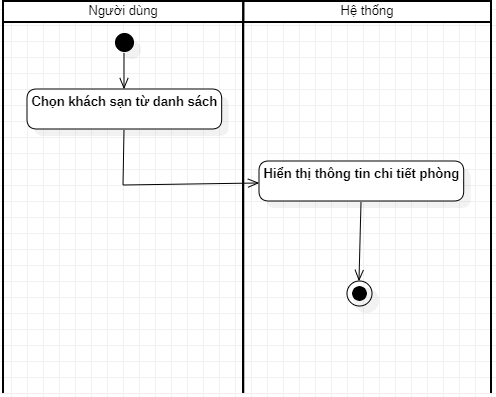 Người dùng
Hệ thống
Chọn khách sạn từ danh sách
Hiển thị thông tin chi tiết phòng